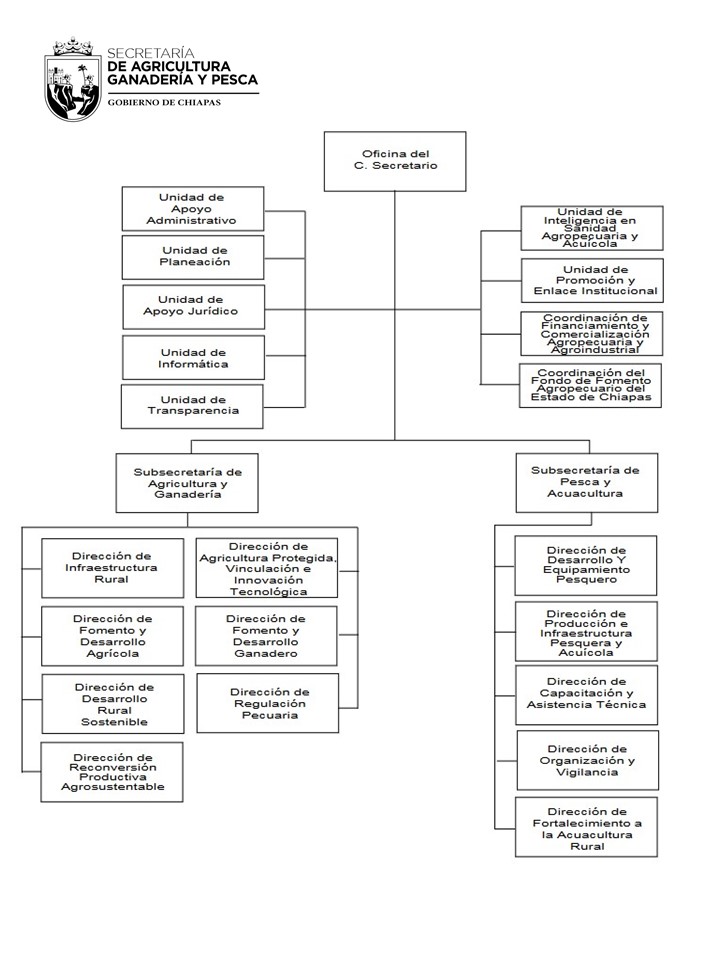 SECRETARÍA
DE AGRICULTURA
GANADERÍA Y PESCA
GOBIERNO DE CHIAPAS
Oficina del
C. Secretario
Unidad de
Apoyo
Administrativo
Unidad de
Planeación
Unidad de
Apoyo Jurídico
Unidad de
Informática
Unidad de
Transparencia
Unidad de
Inteligencia en
Sanidad
Agropecuaria y
Acuícola
Unidad de
Promoción y
Enlace Institucional
Coordinación de
Financiamiento y
Comercialización
Agropecuaria y
Agroindustrial
Coordinación del
Fondo de Fomento
Agropecuario del
Estado de Chiapas
Subsecretaría de
Agricultura y
Ganadería
Subsecretaría de
Pesca y
Acuacultura
Dirección de
Infraestructura
Rural
Dirección de
Fomento y
Desarrollo
Agrícola
Dirección de
Desarrollo
Rural
Sostenible
Dirección de
Reconversión
Productiva
Agrosustentable
Dirección de
Agricultura Protegida,
Vinculación e
Innovación
Tecnológica
Dirección de
Fomento y
Desarrollo
Ganadero
Dirección de
Regulación
Pecuaria
Dirección de
Desarrollo Y
Equipamiento
Pesquero
Dirección de
Producción e
Infraestructura
Pesquera y
Acuícola
Dirección de
Capacitación y
Asistencia Técnica
Dirección de
Organización y
Vigilancia
Dirección de
Fortalecimiento a
la Acuacultura
Rural